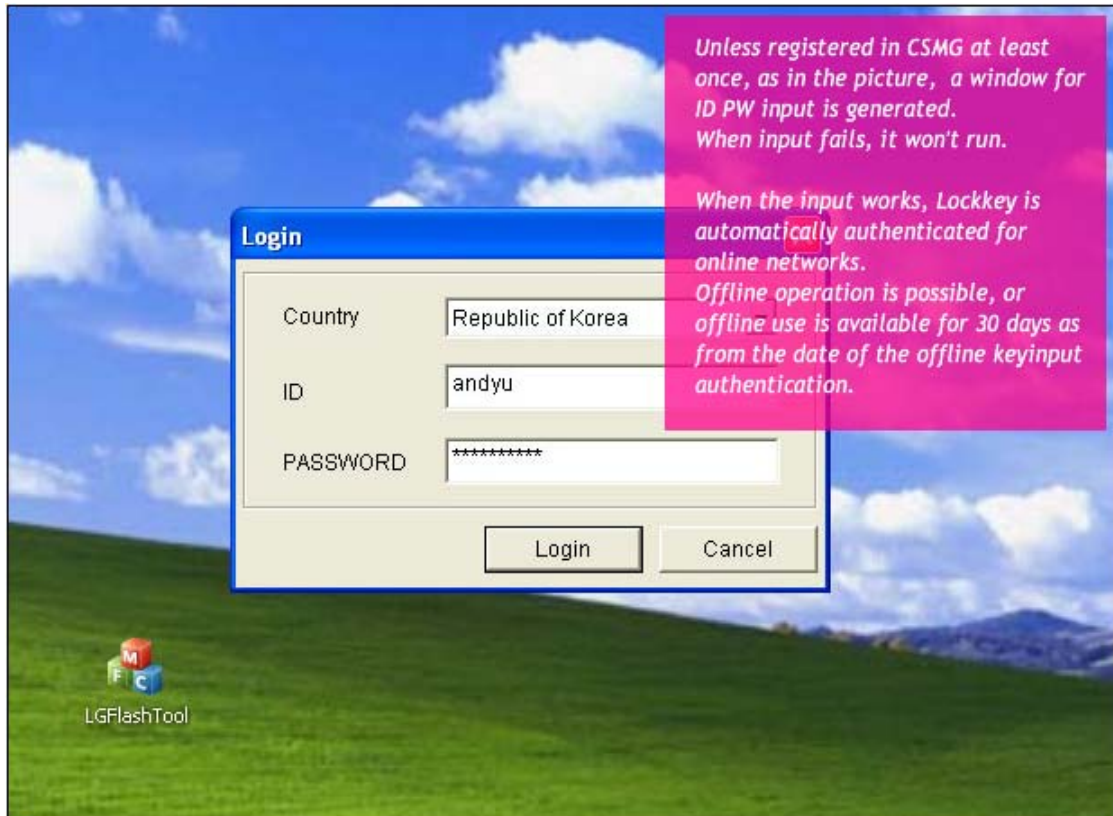 Unless registered in CSMG at least
once, as in the picture, a window for
ID PW input is generated.
When input fails, it won't run.
When the input works, Lockkey is
automatically authenticated for
online networks.
Offline operation is possible, or
offline use is available for 30 days as
from the date of the offline keyinput
authentication.
Login
Country
Republic of Korea
ID
andyu
PASSWORD
**********
Login
Cancel
M
F
C
LGFlashTool